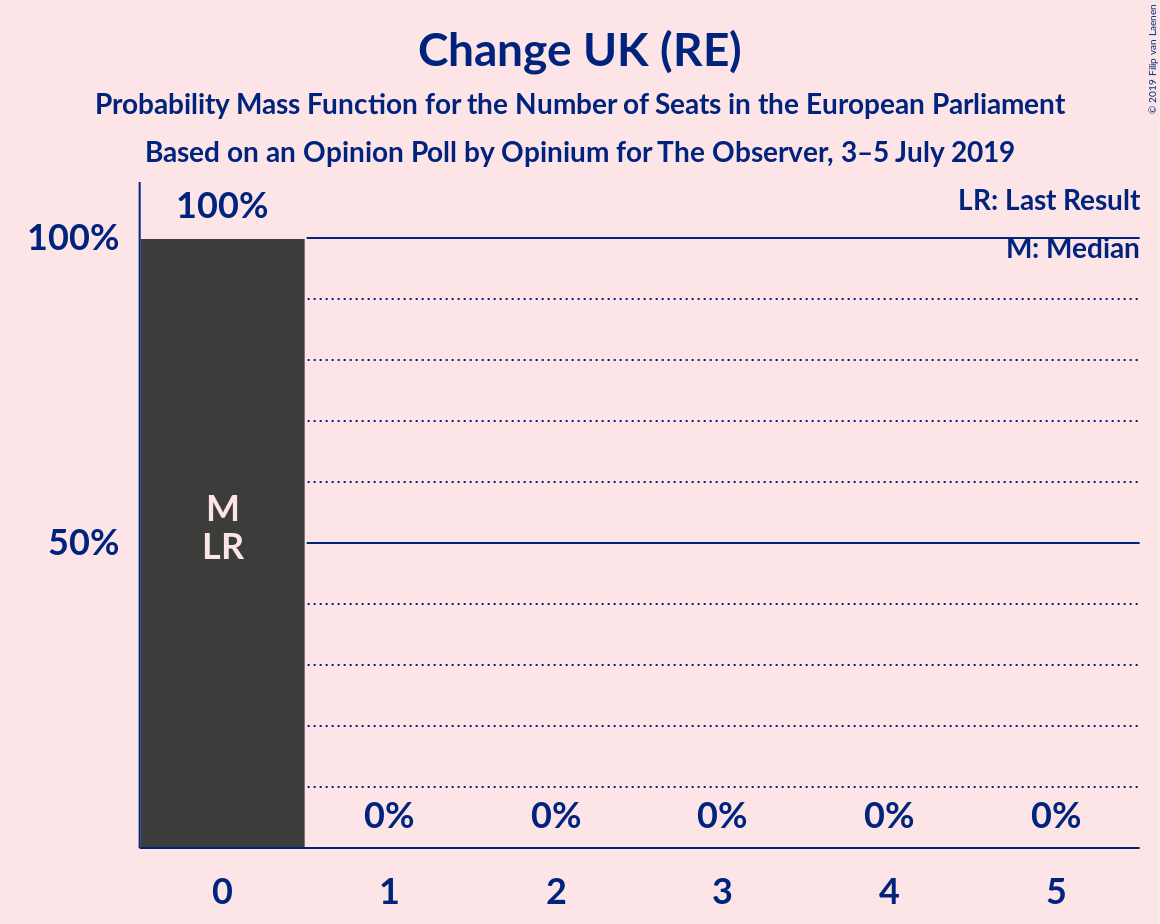 Change UK (RE)
Probability Mass Function for the Number of Seats in the European Parliament
Based on an Opinion Poll by Opinium for The Observer, 3–5 July 2019
© 2019 Filip van Laenen
LR: Last Result
M: Median
100%
100%
50%
M
LR
0% 0% 0% 0% 0%
0 1 2 3 4 5